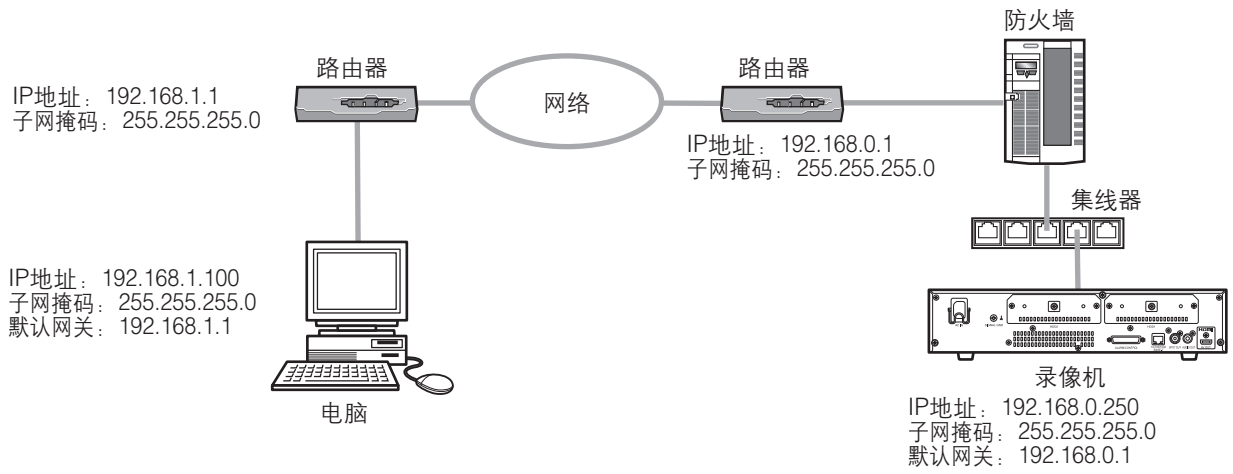 防火墙
路由器
IP地址：192.168.1.1
子网掩码：255.255.255.0
网络
路由器
IP地址：192.168.0.1
子网掩码：255.255.255.0
集线器
IP地址：192.168.1.100
子网掩码：255.255.255.0
默认网关：192.168.1.1
电脑
HDMI
录像机
IP地址：192.168.0.250
子网掩码：255.255.255.0
默认网关：192.168.0.1